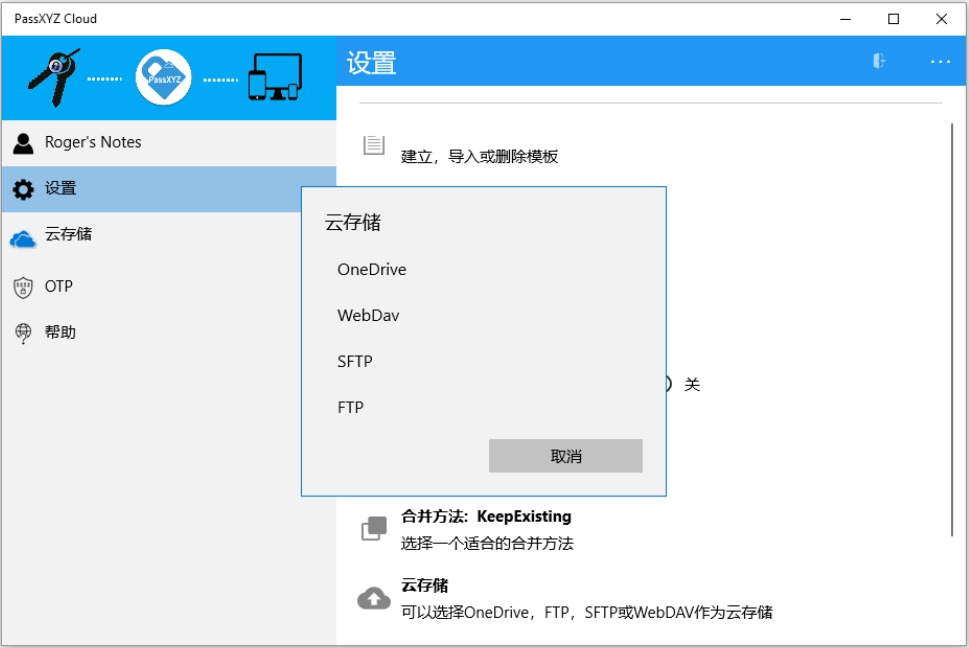 PassXYZ Cloud
PassXYZ
设置
Roger's Notes
设置
云存储
OTP
帮助
建立，导入或删除模板
云存储
OneDrive
WebDav
SFTP
FTP
取消
关
合并方法: KeepExisting
选择一个适合的合并方法
云存储
可以选择OneDrive，FTP，SFTP或WebDAV作为云存储